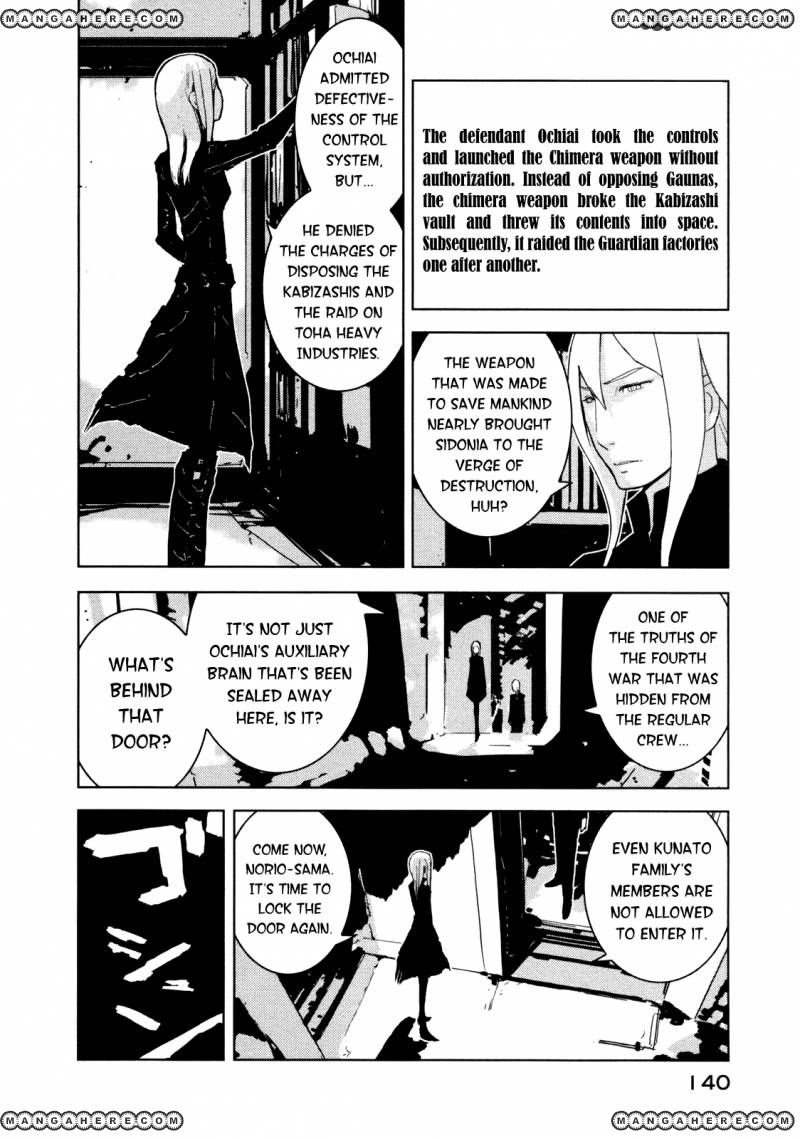 MANGAHERE.COM
MANGAHERE.COM
The defendant Ochiai took the controls
and launched the Chimera weapon without
authorization. Instead of opposing Gaunas,
the chimera weapon broke the Kabizashi
vault and threw its contents into space.
Subsequently, it raided the Guardian factories
one after another.
OCHIAI
ADMITTED
DEFECTIVE-
NESS OF THE
CONTROL
SYSTEM,
BUT...
HE DENIED
THE CHARGES OF
DISPOSING THE
KABIZASHIS AND
THE RAID ON
TOHA HEAVY
INDUSTRIES.
THE WEAPON
THAT WAS MADE
TO SAVE MANKIND
NEARLY BROUGHT
SIDONIA TO THE
VERGE OF
DESTRUCTION,
HUH?
ONE OF
THE TRUTHS OF
THE FOURTH
WAR THAT WAS
HIDDEN FROM
THE REGULAR
CREW...
IT'S NOT JUST
OCHIAI'S AUXILIARY
BRAIN THAT'S BEEN
SEALED AWAY
HERE, IS IT?
WHAT'S
BEHIND
THAT
DOOR?
EVEN KUNATO
FAMILY'S
MEMBERS ARE
NOT ALLOWED
TO ENTER IT.
COME NOW,
NORIO-SAMA.
IT'S TIME TO
LOCK THE
DOOR AGAIN.
140
MANGAHERE.COM
MANGAHERE.COM